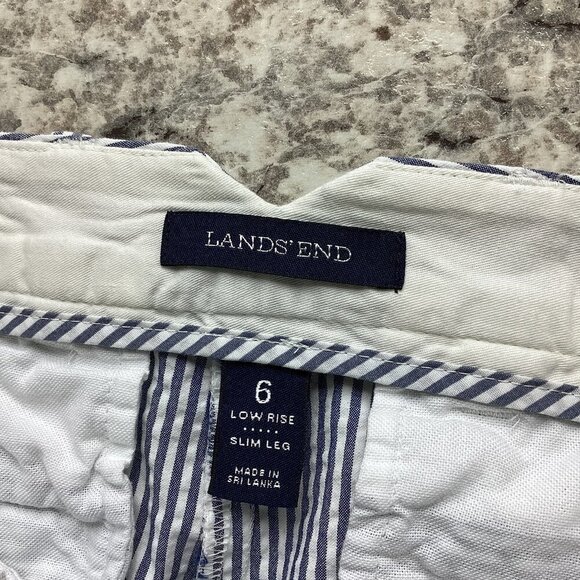 LANDS' END
6
LOW RISE
SLIM LEG
MADE IN
SRI LANKA